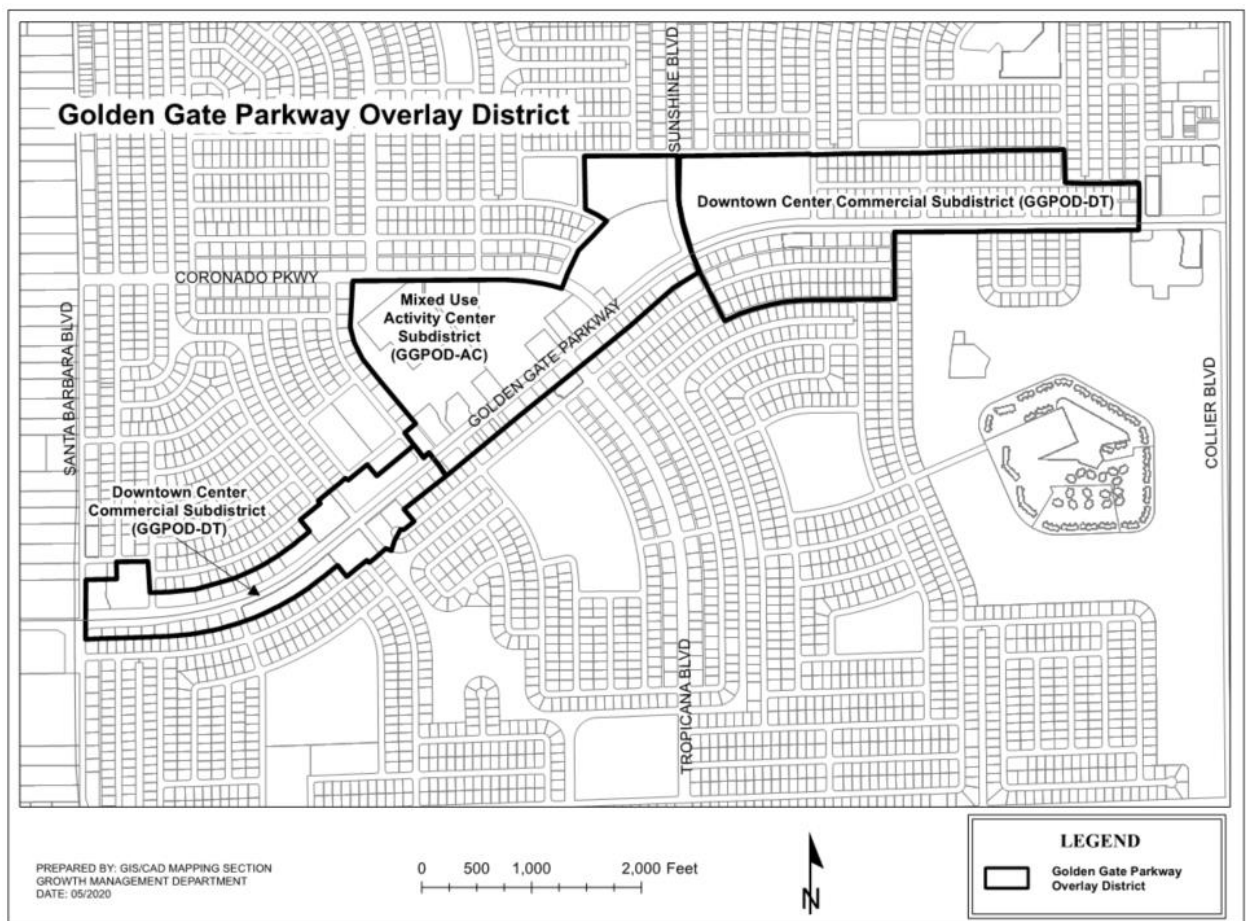 Golden Gate Parkway Overlay District
SUNSHINE BLVD
Downtown Center Commercial Subdistrict (GGPOD-DT)
CORONADO PKWY
Mixed Use
Activity Center
Subdistrict
(GGPOD-AC)
GOLDEN GATE PARKWAY
SANTA BARBARA BLVD
COLLIER BLVD
Downtown Center
Commercial Subdistrict
(GGPOD-DT)
TROPICANA BLVD
PREPARED BY: GIS/CAD MAPPING SECTION
GROWTH MANAGEMENT DEPARTMENT
DATE: 05/2020
0 500 1,000 2,000 Feet
N
LEGEND
Golden Gate Parkway
Overlay District